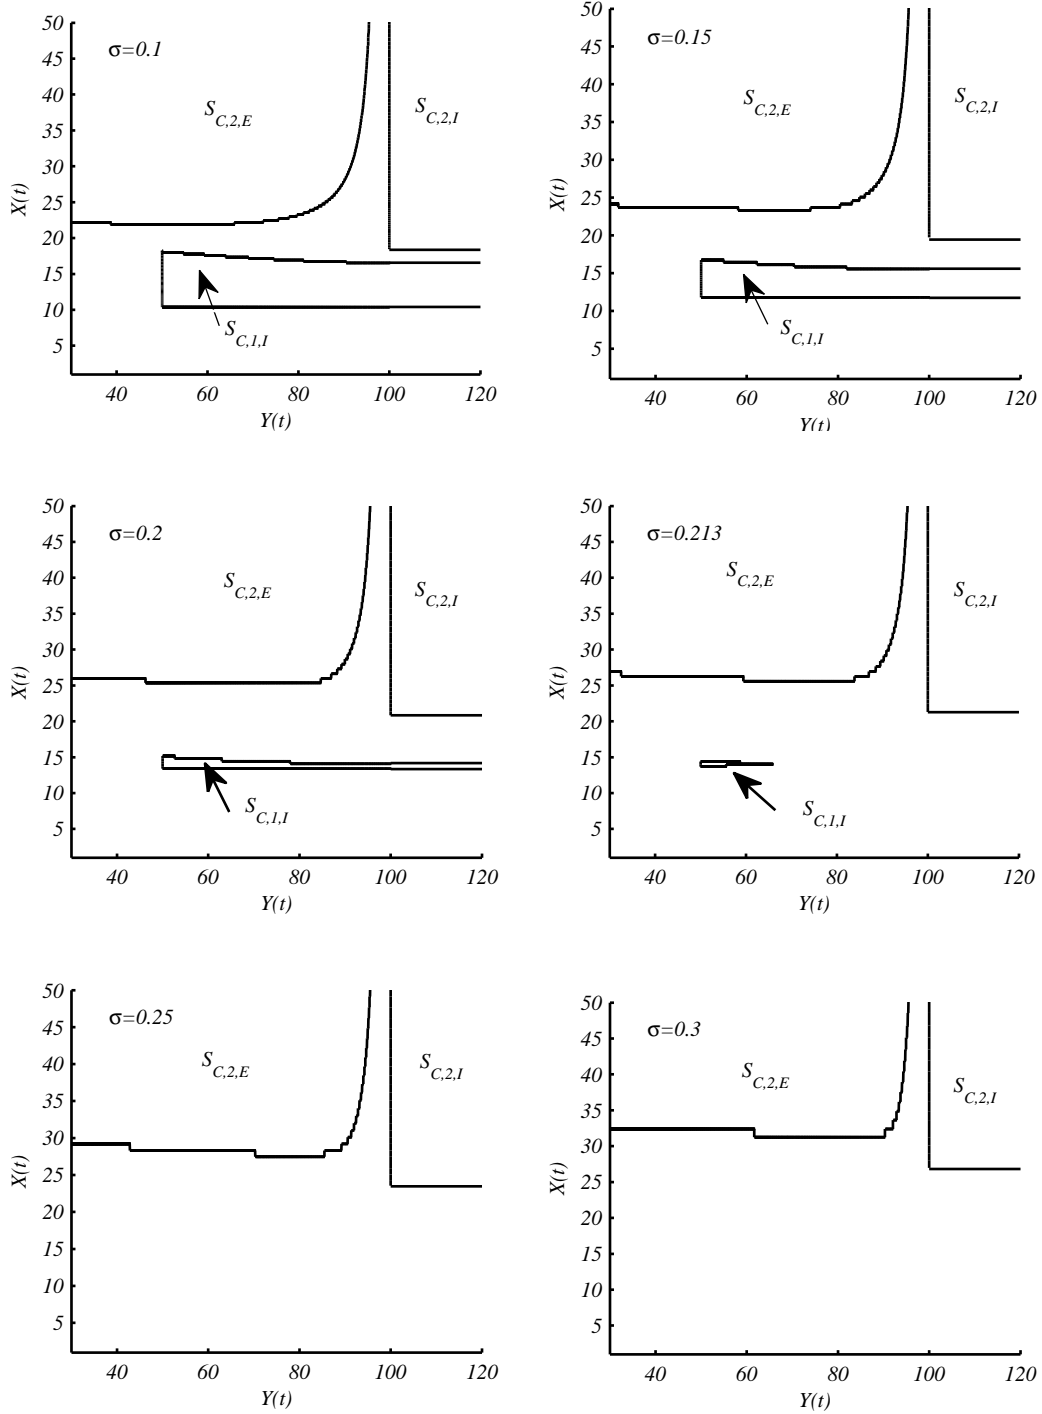 50
45
40
35
30
25
20
15
10
5
X(t)
σ=0.1
S_{C,2,E}
S_{C,2,I}
S_{C,1,I}
40 60 80 100 120
Y(t)
50
45
40
35
30
25
20
15
10
5
X(t)
σ=0.15
S_{C,2,E}
S_{C,2,I}
S_{C,1,I}
40 60 80 100 120
Y(t)
50
45
40
35
30
25
20
15
10
5
X(t)
σ=0.2
S_{C,2,E}
S_{C,2,I}
S_{C,1,I}
40 60 80 100 120
Y(t)
50
45
40
35
30
25
20
15
10
5
X(t)
σ=0.213
S_{C,2,E}
S_{C,2,I}
S_{C,1,I}
40 60 80 100 120
Y(t)
50
45
40
35
30
25
20
15
10
5
X(t)
σ=0.25
S_{C,2,E}
S_{C,2,I}
40 60 80 100 120
Y(t)
50
45
40
35
30
25
20
15
10
5
X(t)
σ=0.3
S_{C,2,E}
S_{C,2,I}
40 60 80 100 120
Y(t)